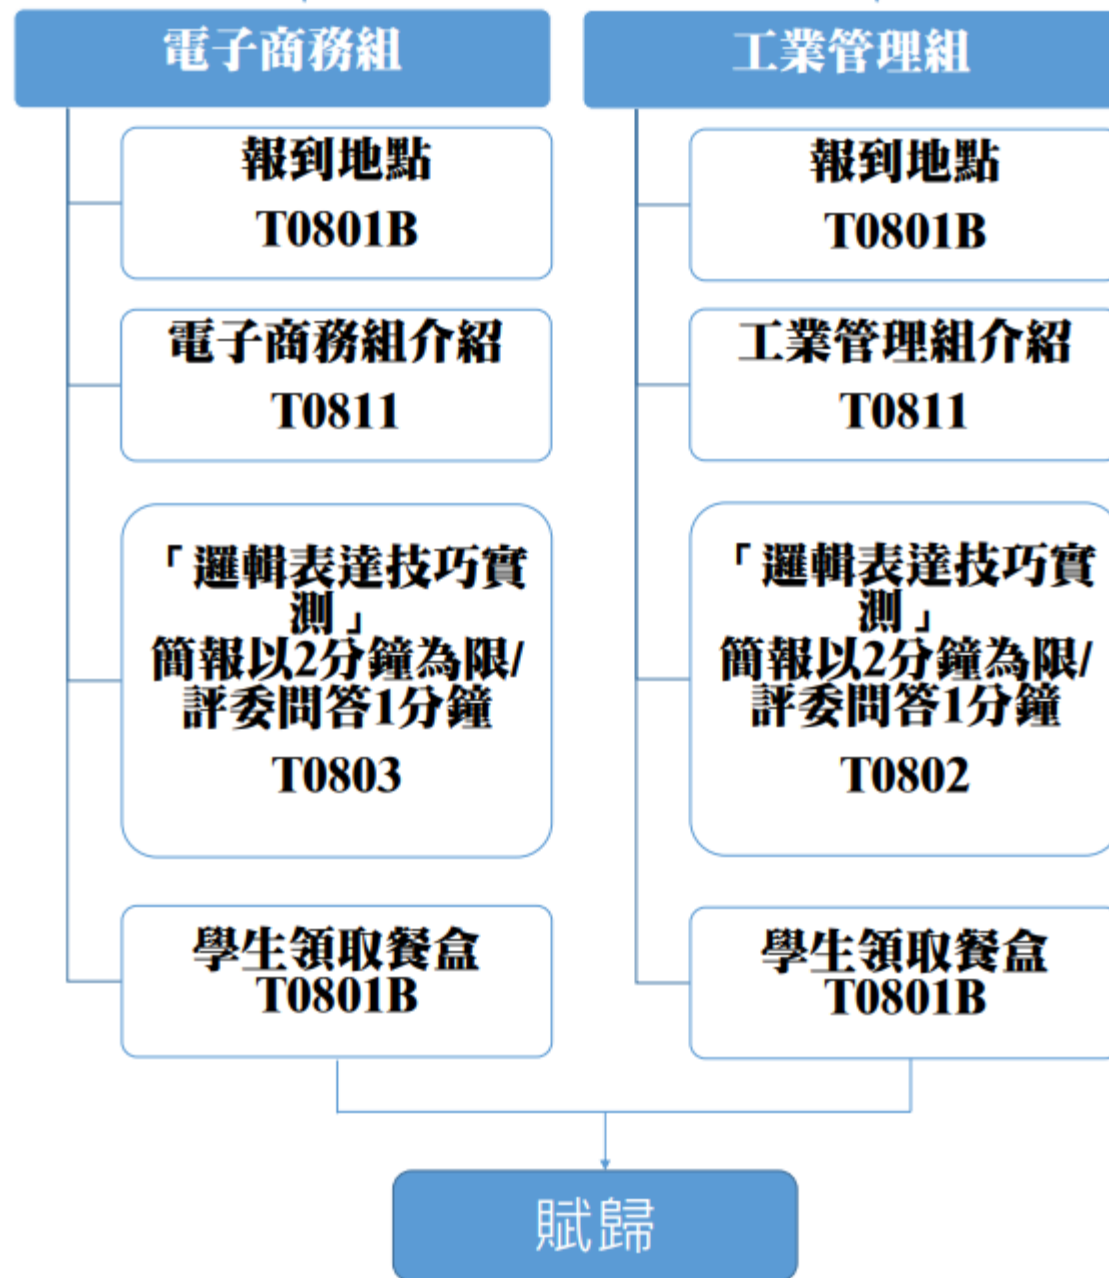 電子商務組
報到地點
T0801B
電子商務組介紹
T0811
「邏輯表達技巧實
測」
簡報以2分鐘為限/
評委問答1分鐘
T0803
學生領取餐盒
T0801B
工業管理組
報到地點
T0801B
工業管理組介紹
T0811
「邏輯表達技巧實
測」
簡報以2分鐘為限/
評委問答1分鐘
T0802
學生領取餐盒
T0801B
賦歸